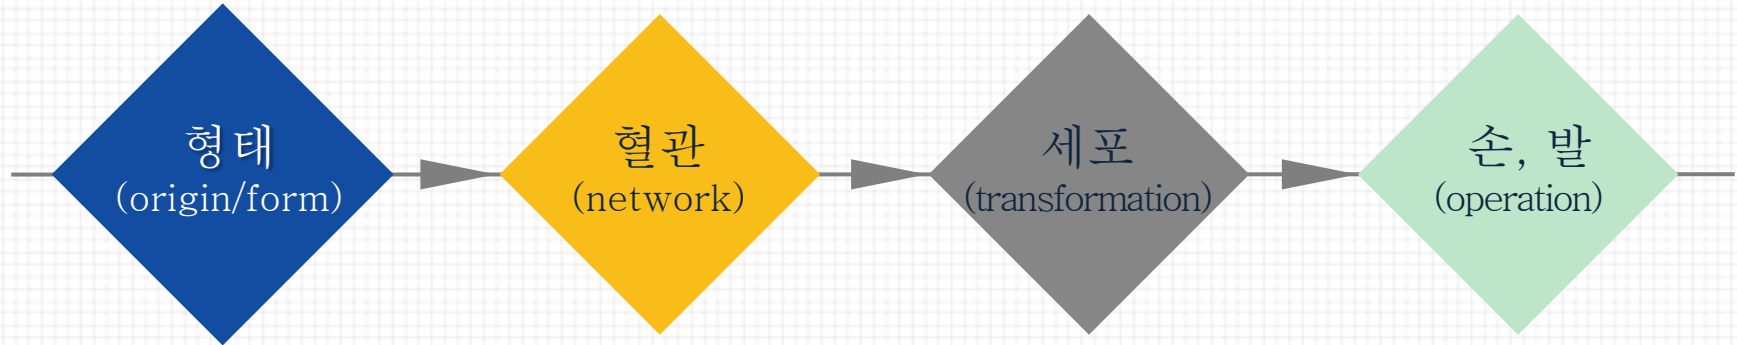 형태
(origin/form)
혈관
(network)
세포
(transformation)
손, 발
(operation)